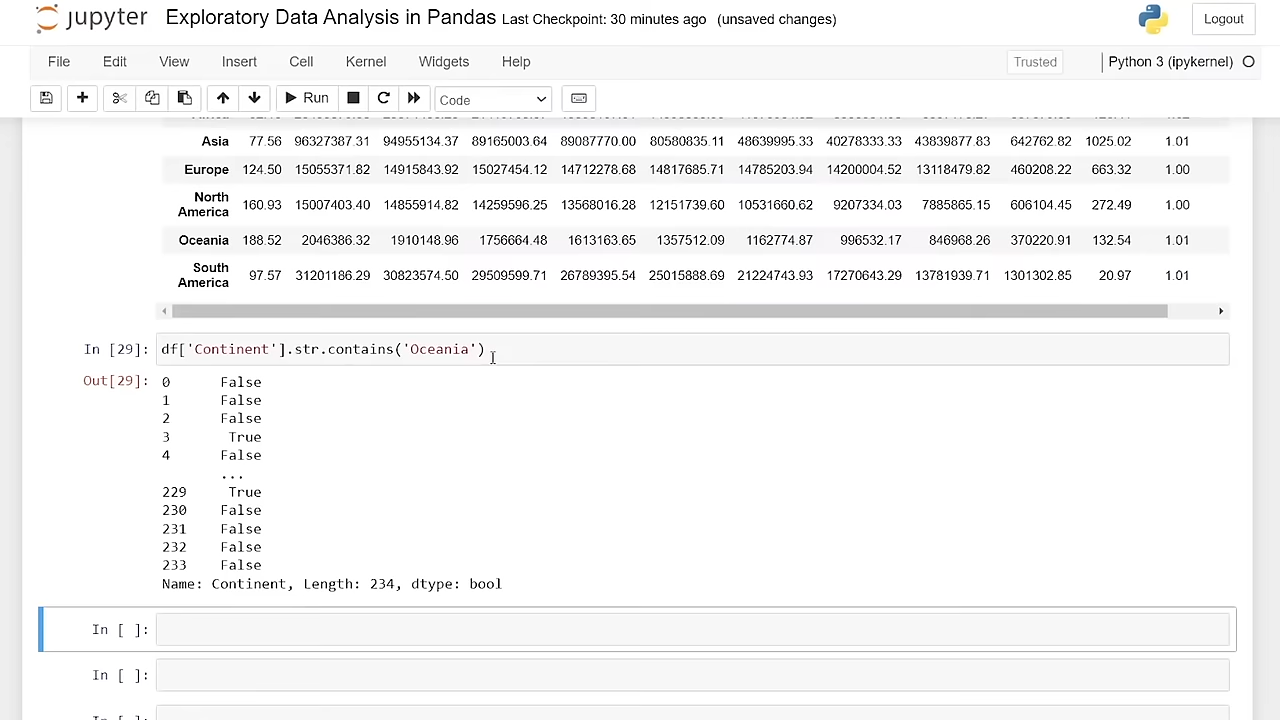 jupyter Exploratory Data Analysis in Pandas Last Checkpoint: 30 minutes ago (unsaved changes) Logout
File Edit View Insert Cell Kernel Widgets Help Trusted Python 3 (ipykernel)
Run Code
Asia 77.56 96327387.31 94955134.37 89165003.64 89087770.00 80580835.11 48639995.33 40278333.33 43839877.83 642762.82 1025.02 1.01
Europe 124.50 15055371.82 14915843.92 15027454.12 14712278.68 14817685.71 14785203.94 14200004.52 13118479.82 460208.22 663.32 1.00
North
America 160.93 15007403.40 14855914.82 14259596.25 13568016.28 12151739.60 10531660.62 9207334.03 7885865.15 606104.45 272.49 1.00
Oceania 188.52 2046386.32 1910148.96 1756664.48 1613163.65 1357512.09 1162774.87 996532.17 846968.26 370220.91 132.54 1.01
South
America 97.57 31201186.29 30823574.50 29509599.71 26789395.54 25015888.69 21224743.93 17270643.29 13781939.71 1301302.85 20.97 1.01
In [29]: df['Continent'].str.contains('Oceania')
Out[29]: 0 False
1 False
2 False
3 True
4 False
...
229 True
230 False
231 False
232 False
233 False
Name: Continent, Length: 234, dtype: bool
In [ ]:
In [ ]: